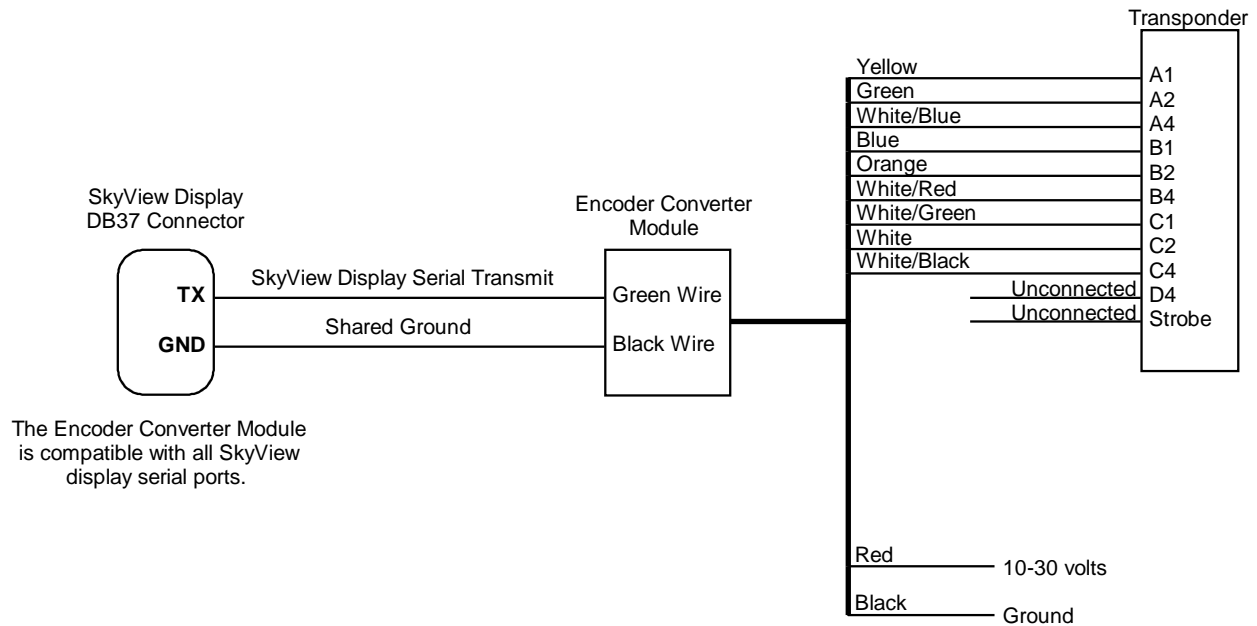 Transponder
Yellow
A1
Green
A2
White/Blue
A4
Blue
B1
Orange
B2
White/Red
B4
White/Green
C1
White
C2
White/Black
C4
Unconnected
D4
Unconnected
Strobe
SkyView Display
DB37 Connector
Encoder Converter
Module
TX
SkyView Display Serial Transmit
Green Wire
GND
Shared Ground
Black Wire
The Encoder Converter Module
is compatible with all SkyView
display serial ports.
Red
10-30 volts
Black
Ground